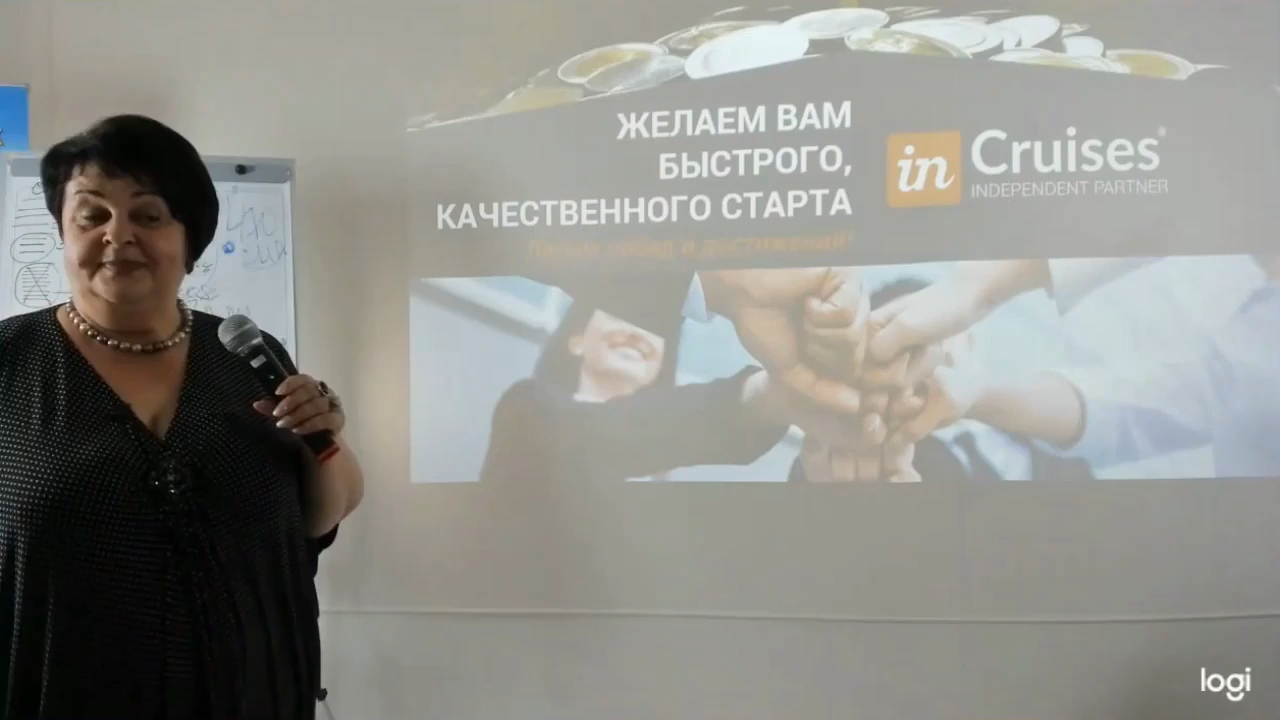 ЖЕЛАЕМ ВАМ
БЫСТРОГО,
КАЧЕСТВЕННОГО СТАРТА
in Cruises®
INDEPENDENT PARTNER
logi